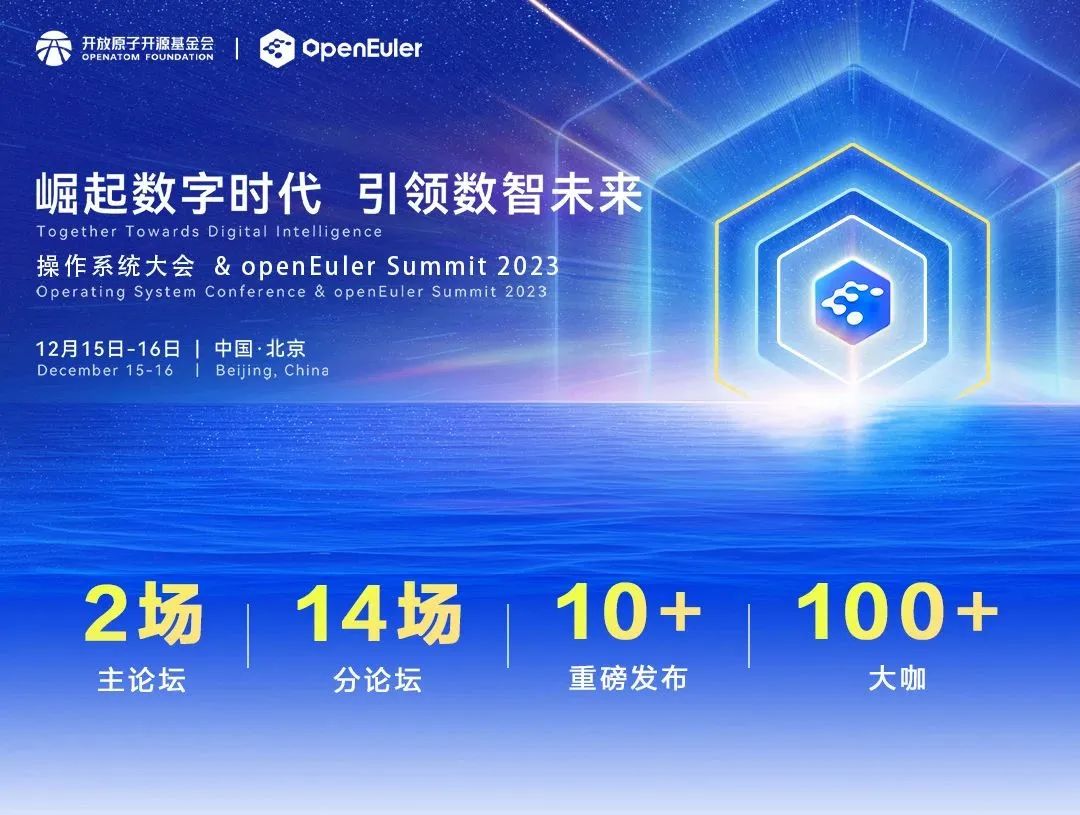 开放原子开源基金会
OPENATOM FOUNDATION
OpenEuler
崛起数字时代 引领数智未来
Together Towards Digital Intelligence
操作系统大会 & openEuler Summit 2023
Operating System Conference & openEuler Summit 2023
12月15日-16日 | 中国·北京
December 15-16 | Beijing, China
2场 14场 10+ 100+
主论坛 分论坛 重磅发布 大咖